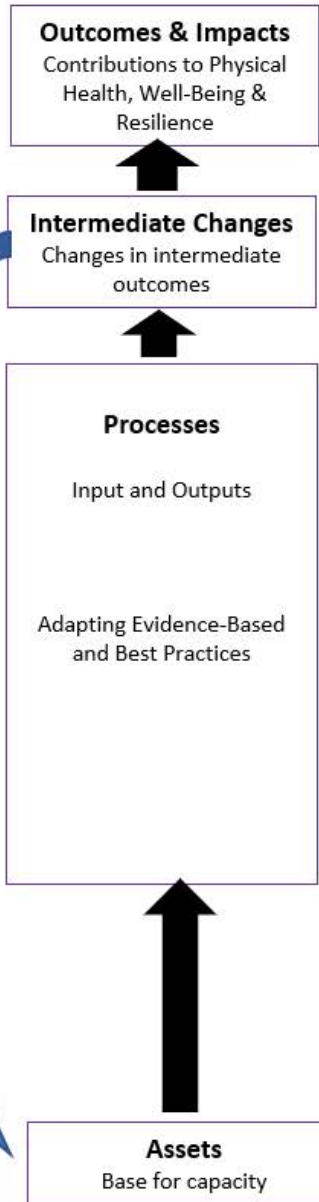 Outcomes & Impacts
Contributions to Physical
Health, Well-Being &
Resilience
Intermediate Changes
Changes in intermediate
outcomes
Processes
Input and Outputs
Adapting Evidence-Based
and Best Practices
Assets
Base for capacity